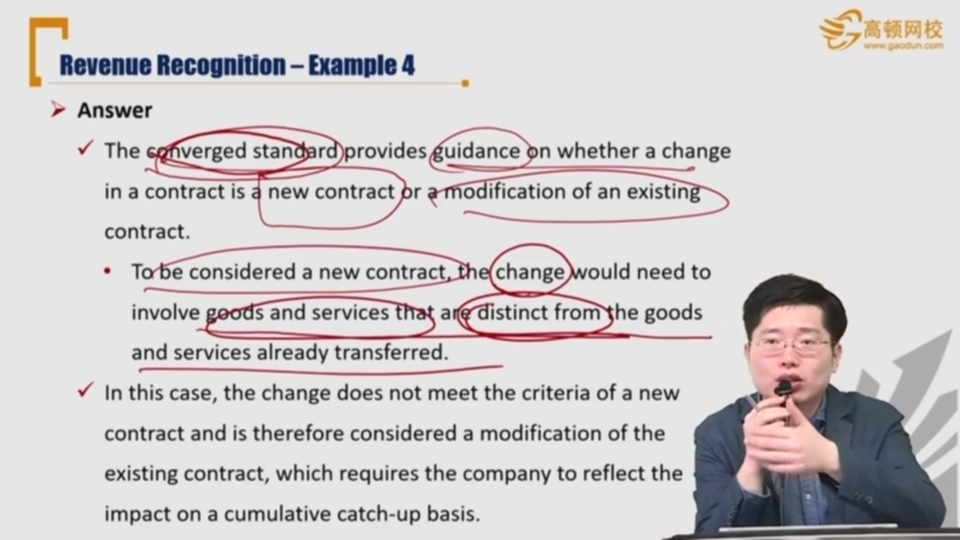 高顿网校
www.gaodun.com
Revenue Recognition – Example 4
Answer
The converged standard provides guidance on whether a change
in a contract is a new contract or a modification of an existing
contract.
To be considered a new contract, the change would need to
involve goods and services that are distinct from the goods
and services already transferred.
In this case, the change does not meet the criteria of a new
contract and is therefore considered a modification of the
existing contract, which requires the company to reflect the
impact on a cumulative catch-up basis.